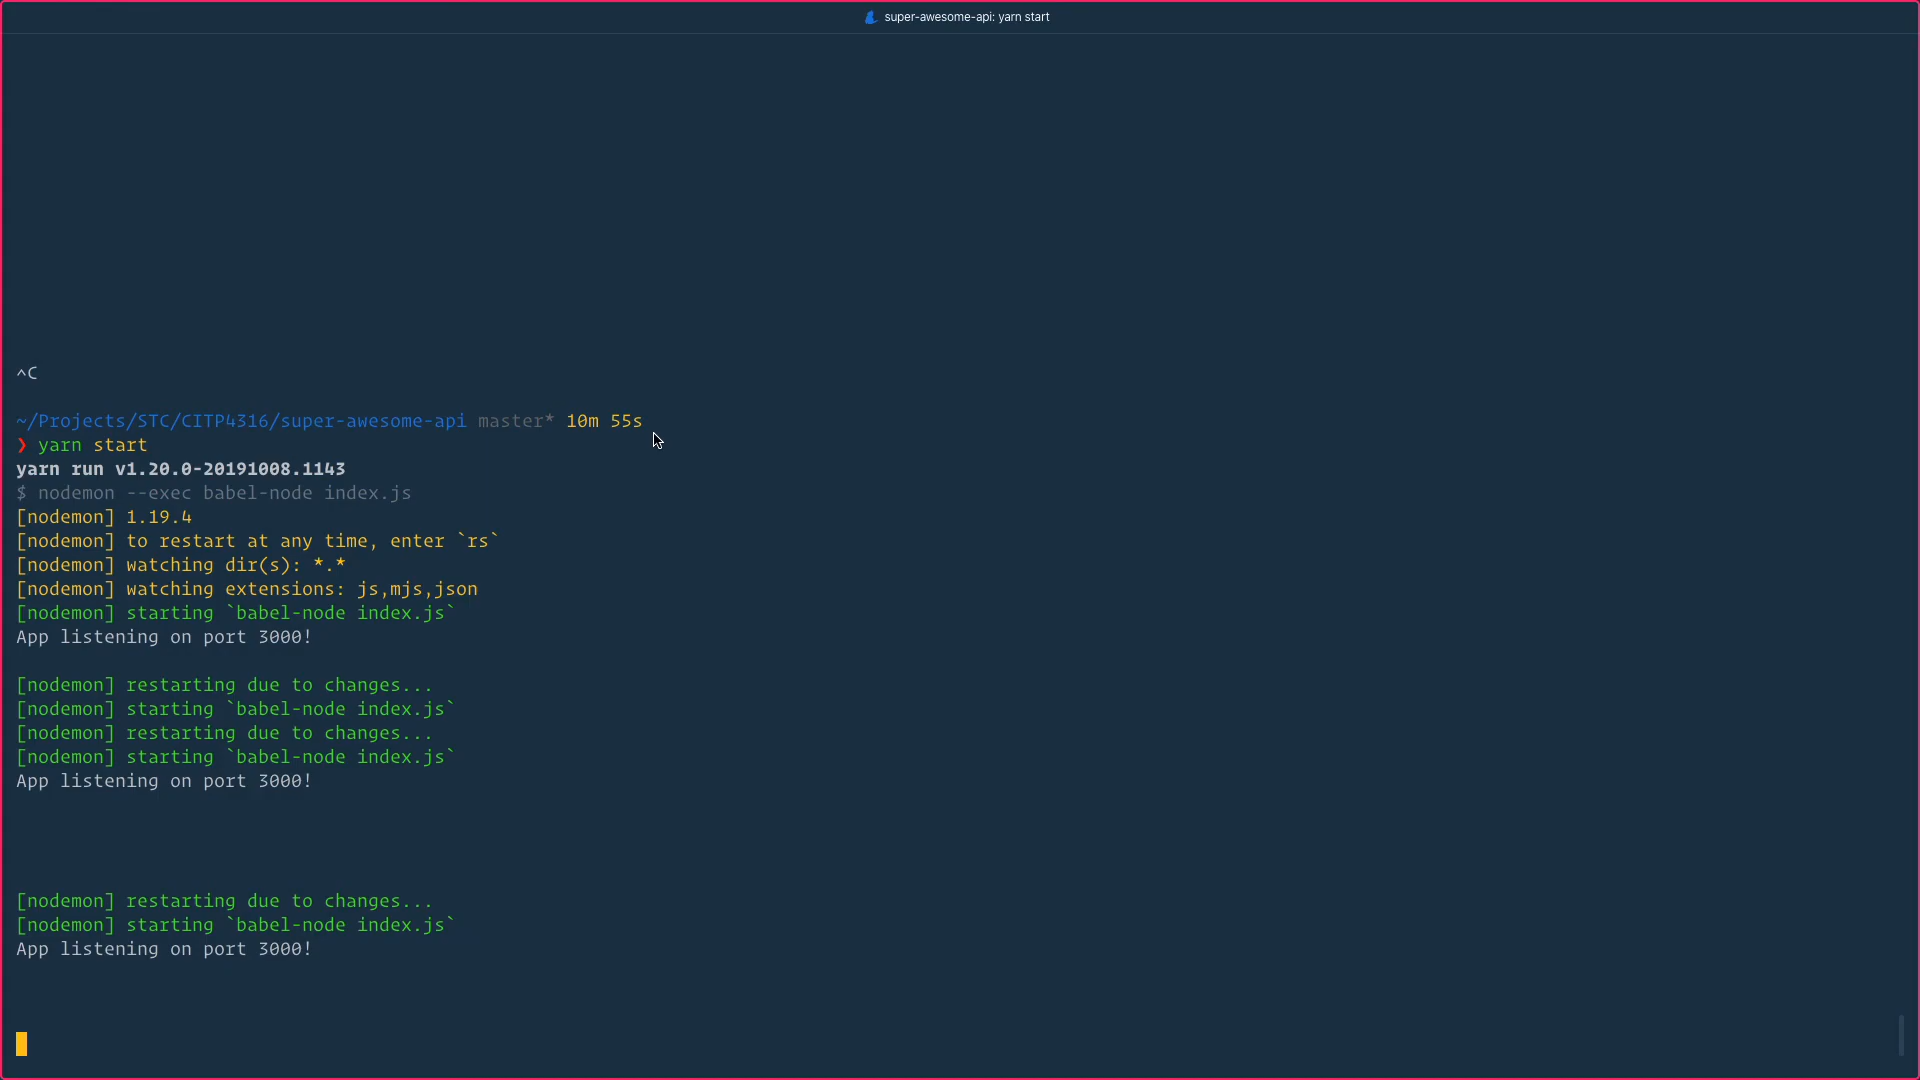 super-awesome-api: yarn start
^C
~/Projects/STC/CITP4316/super-awesome-api master* 10m 55s
❯ yarn start
yarn run v1.20.0-20191008.1143
$ nodemon --exec babel-node index.js
[nodemon] 1.19.4
[nodemon] to restart at any time, enter `rs`
[nodemon] watching dir(s): *.*
[nodemon] watching extensions: js,mjs,json
[nodemon] starting `babel-node index.js`
App listening on port 3000!
[nodemon] restarting due to changes...
[nodemon] starting `babel-node index.js`
[nodemon] restarting due to changes...
[nodemon] starting `babel-node index.js`
App listening on port 3000!
[nodemon] restarting due to changes...
[nodemon] starting `babel-node index.js`
App listening on port 3000!